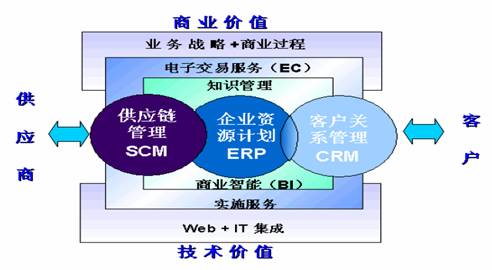 商业价值
业务战略+商业过程
电子交易服务（EC）
知识管理
供应商
供应链
管理
SCM
企业资
源计划
ERP
客户关
系管理
CRM
客户
商业智能（BI）
实施服务
Web + IT 集成
技术价值